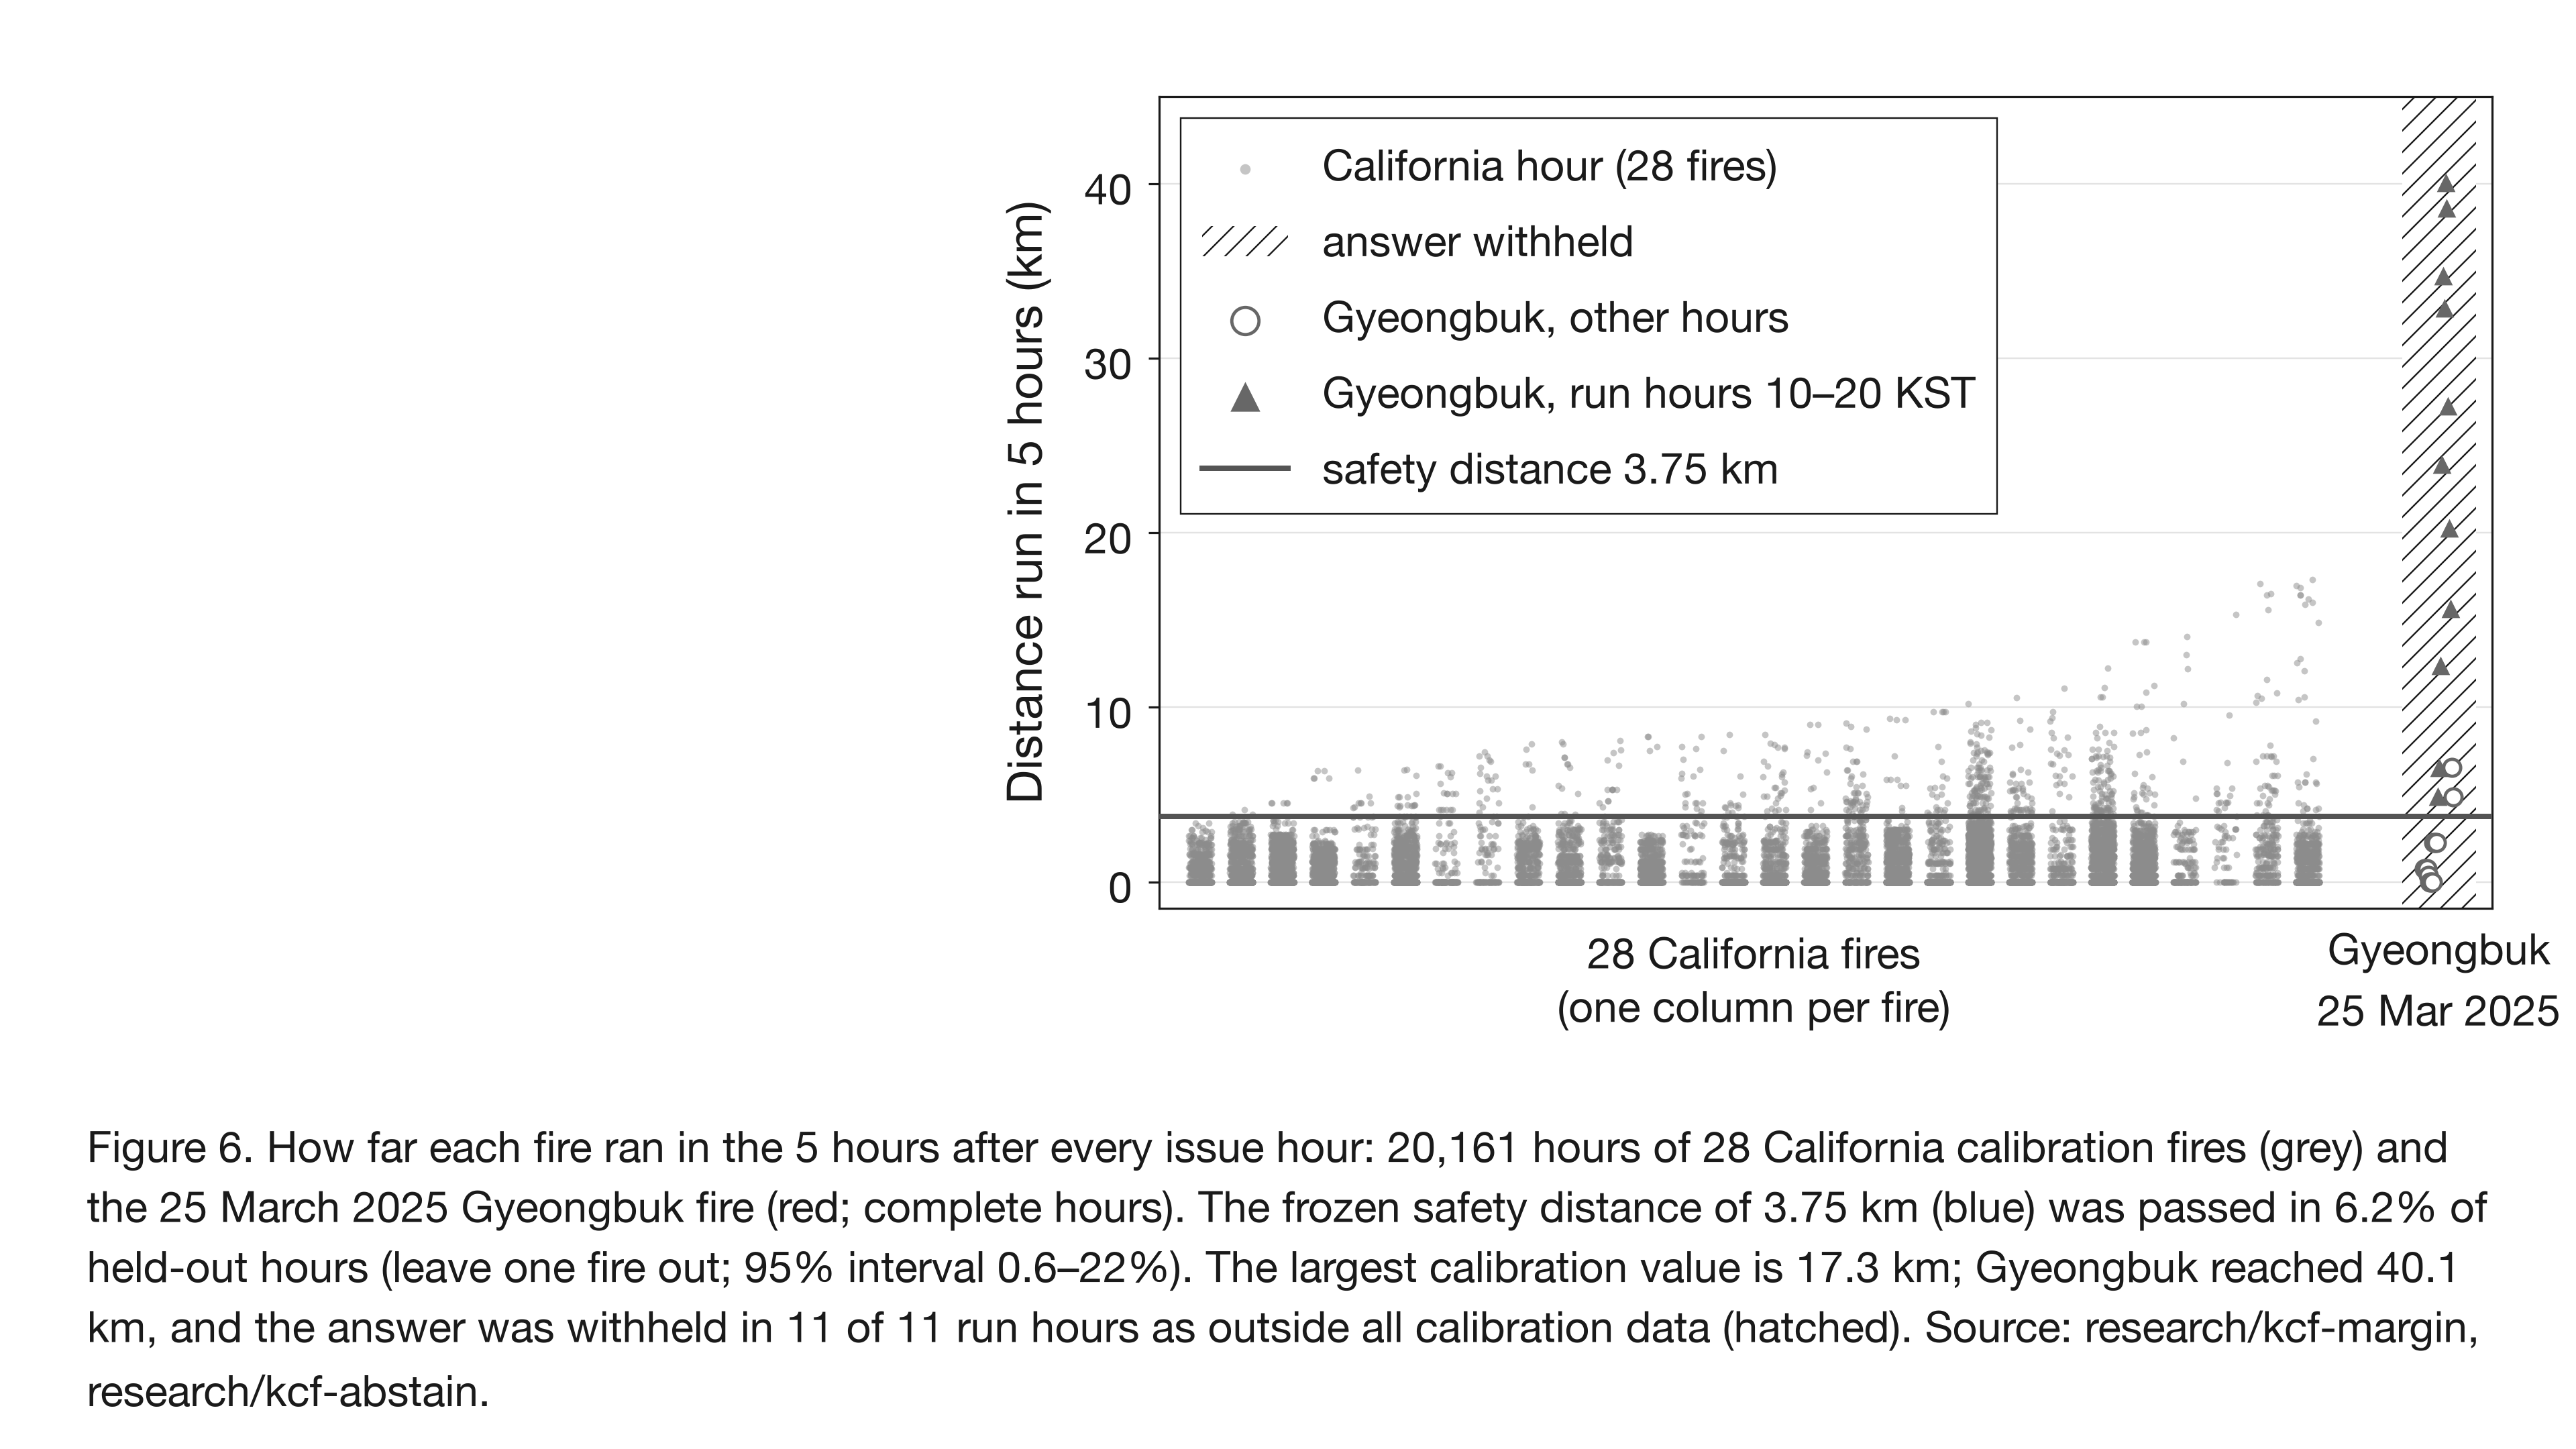 Distance run in 5 hours (km)
40
30
20
10
0
California hour (28 fires)
answer withheld
Gyeongbuk, other hours
Gyeongbuk, run hours 10–20 KST
safety distance 3.75 km
28 California fires
(one column per fire)
Gyeongbuk
25 Mar 2025
Figure 6. How far each fire ran in the 5 hours after every issue hour: 20,161 hours of 28 California calibration fires (grey) and
the 25 March 2025 Gyeongbuk fire (red; complete hours). The frozen safety distance of 3.75 km (blue) was passed in 6.2% of
held-out hours (leave one fire out; 95% interval 0.6–22%). The largest calibration value is 17.3 km; Gyeongbuk reached 40.1
km, and the answer was withheld in 11 of 11 run hours as outside all calibration data (hatched). Source: research/kcf-margin,
research/kcf-abstain.